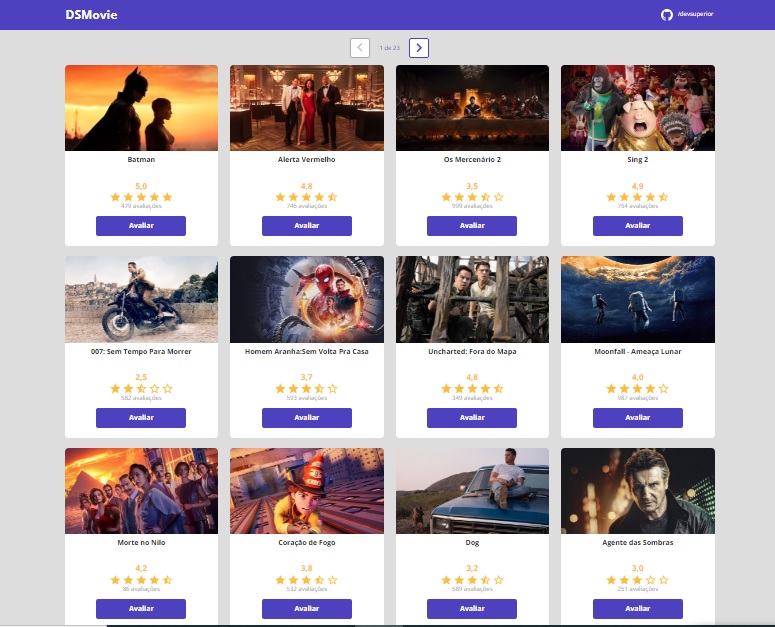 DSMovie
/devsuperior
1 de 23
Batman
5,0
479 avaliações
Avaliar
Alerta Vermelho
4,8
746 avaliações
Avaliar
Os Mercenário 2
3,5
999 avaliações
Avaliar
Sing 2
4,9
754 avaliações
Avaliar
007: Sem Tempo Para Morrer
2,5
582 avaliações
Avaliar
Homem Aranha:Sem Volta Pra Casa
3,7
593 avaliações
Avaliar
Uncharted: Fora do Mapa
4,8
349 avaliações
Avaliar
Moonfall - Ameaça Lunar
4,0
987 avaliações
Avaliar
Morte no Nilo
4,2
86 avaliações
Avaliar
Coração de Fogo
3,8
532 avaliações
Avaliar
Dog
3,2
589 avaliações
Avaliar
Agente das Sombras
3,0
251 avaliações
Avaliar